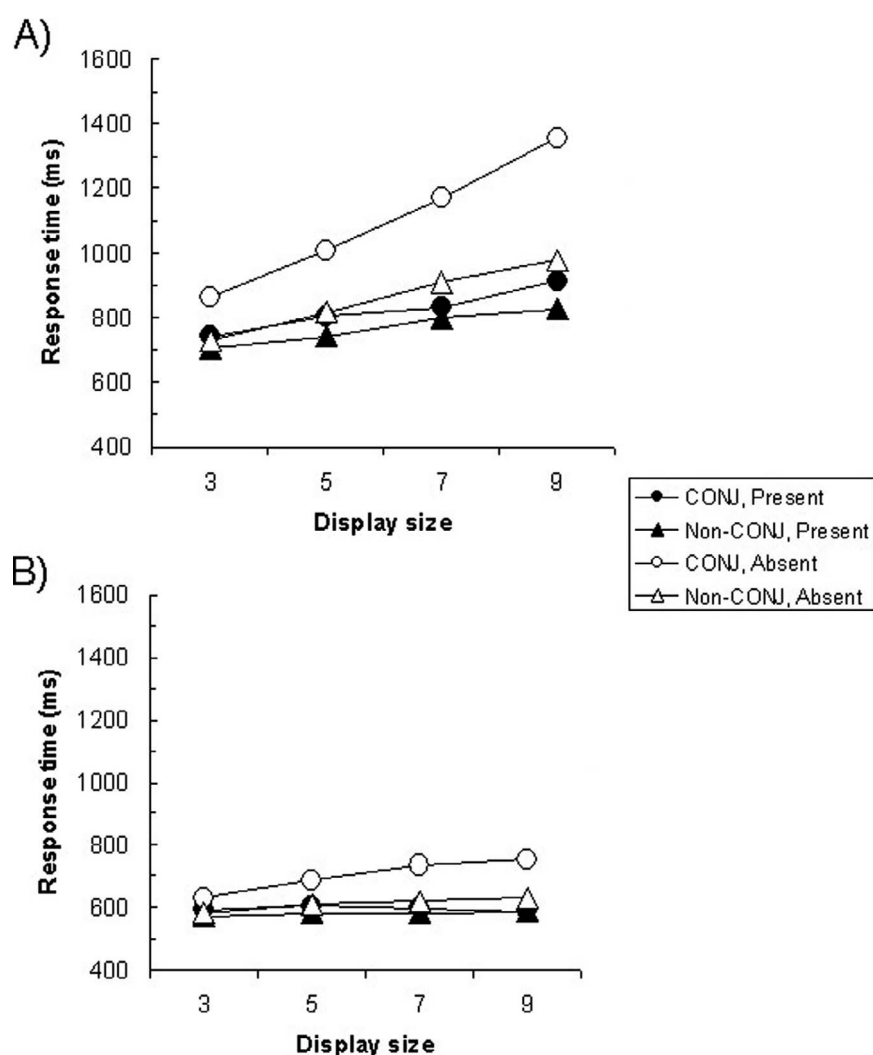 A)
1600
1400
1200
1000
800
600
400
Response time (ms)
3 5 7 9
Display size
CONJ, Present
Non-CONJ, Present
CONJ, Absent
Non-CONJ, Absent
B)
1600
1400
1200
1000
800
600
400
Response time (ms)
3 5 7 9
Display size